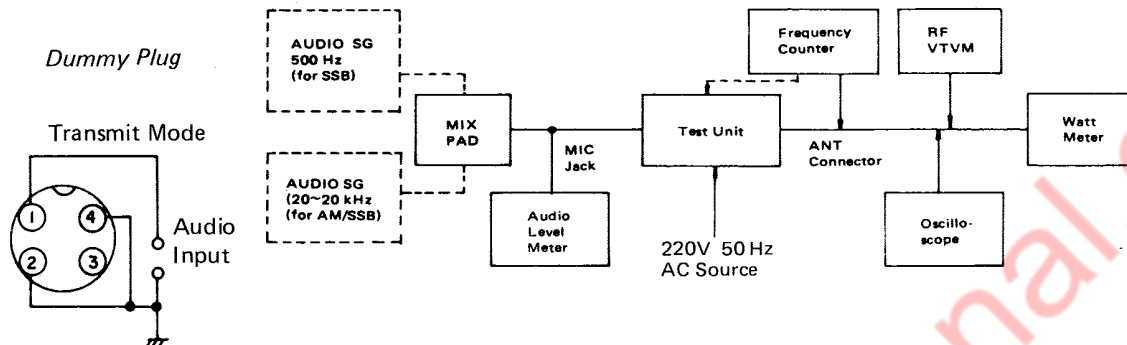 Dummy Plug
Transmit Mode
1
4
2
3
Audio
Input
AUDIO SG
500 Hz
(for SSB)
AUDIO SG
(20~20 kHz
(for AM/SSB)
MIX
PAD
MIC
Jack
Audio
Level
Meter
Test Unit
220V 50 Hz
AC Source
Frequency
Counter
ANT
Connector
RF
VTVM
Oscillo-
scope
Watt
Meter
nal